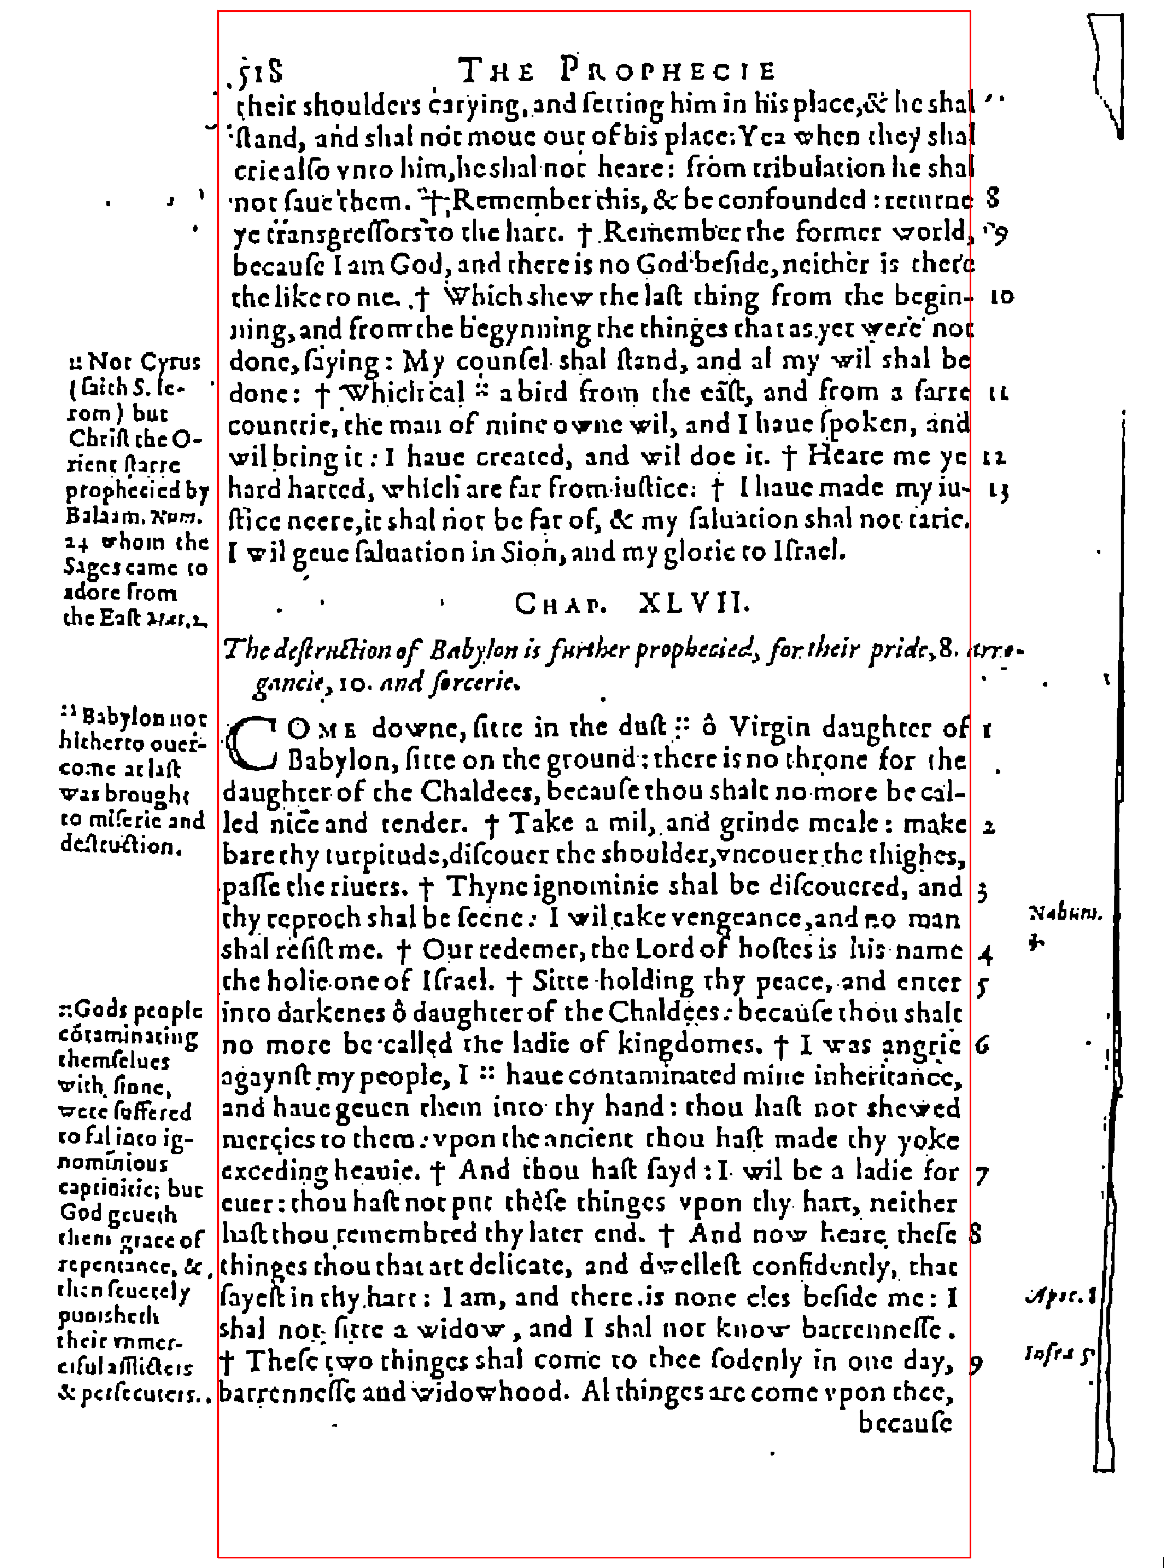 518 THE PROPHECIE
their shoulders carying, and ſetting him in his place, & he shal
ſtand, and shal not moue out of his place: Yea when they shal
crie alſo vnto him, he shal not heare: from tribulation he shal
not ſaue them. † Remember this, & be confounded: returne 8
ye tranſgreſſors to the hart. † Remember the former world, 9
becauſe I am God, and there is no God beſide, neither is there
the like to me. † Which shew the laſt thing from the begin- 10
ning, and from the begynning the thinges that as yet were not
done, ſaying: My counſel shal ſtand, and al my wil shal be
done: † Which cal :: a bird from the eãſt, and from a farre 11
countrie, the man of mine owne wil, and I haue ſpoken, and
wil bring it: I haue created, and wil doe it. † Heare me ye 12
hard harted, which are far from iuſtice: † I haue made my iu- 13
ſtice neere, it shal not be far of, & my ſaluation shal not tarie.
I wil geue ſaluation in Sion, and my glorie to Iſrael.
CHAP. XLVII.
The deſtruction of Babylon is further prophecied, for their pride, 8. arro-
gancie, 10. and ſorcerie.
COME downe, ſitte in the duſt :: ô Virgin daughter of 1
Babylon, ſitte on the ground: there is no throne for the
daughter of the Chaldees, becauſe thou shalt no more be cal-
led nice and tender. † Take a mil, and grinde meale: make 2
bare thy turpitude, diſcouer the shoulder, vncouer the thighes,
paſſe the riuers. † Thyne ignominie shal be diſcouered, and 3
thy reproch shal be ſeene: I wil take vengeance, and no man
shal reſiſt me. † Our redemer, the Lord of hoſtes is his name 4
the holie one of Iſrael. † Sitte holding thy peace, and enter 5
into darkenes ô daughter of the Chaldees: becauſe thou shalt
no more be called the ladie of kingdomes. † I was angrie 6
agaynſt my people, I :: haue contaminated mine inheritance,
and haue geuen them into thy hand: thou haſt not shewed
mercies to them: vpon the ancient thou haſt made thy yoke
exceding heauie. † And thou haſt ſayd: I wil be a ladie for 7
euer: thou haſt not put theſe thinges vpon thy hart, neither
haſt thou remembred thy later end. † And now heare theſe 8
thinges thou that art delicate, and dwelleſt confidently, that
ſayeſt in thy hart: I am, and there is none eles beſide me: I
shal not ſitte a widow, and I shal not know barrenneſſe.
† Theſe two thinges shal come to thee ſodenly in one day, 9
barrenneſſe and widowhood. Al thinges are come vpon thee,
becauſe
:: Not Cyrus
(ſaith S. Ie-
rom) but
Chriſt the O-
rient ſtarre
prophecied by
Balaam. Num.
24 whom the
Sages came to
adore from
the Eaſt Mat. 2.
:: Babylon not
hitherto ouer-
come at laſt
was brought
to miſerie and
deſtruction.
:: Gods people
cõtaminating
themſelues
with ſinne,
were ſuffered
to fal into ig-
nominious
captiuitie; but
God geueth
them grace of
repentance, &
then ſeuerely
punisheth
their vnmer-
ciful afflicters
& perſecuters.
Nahum.
3.
Apoc. 18
Infra 51